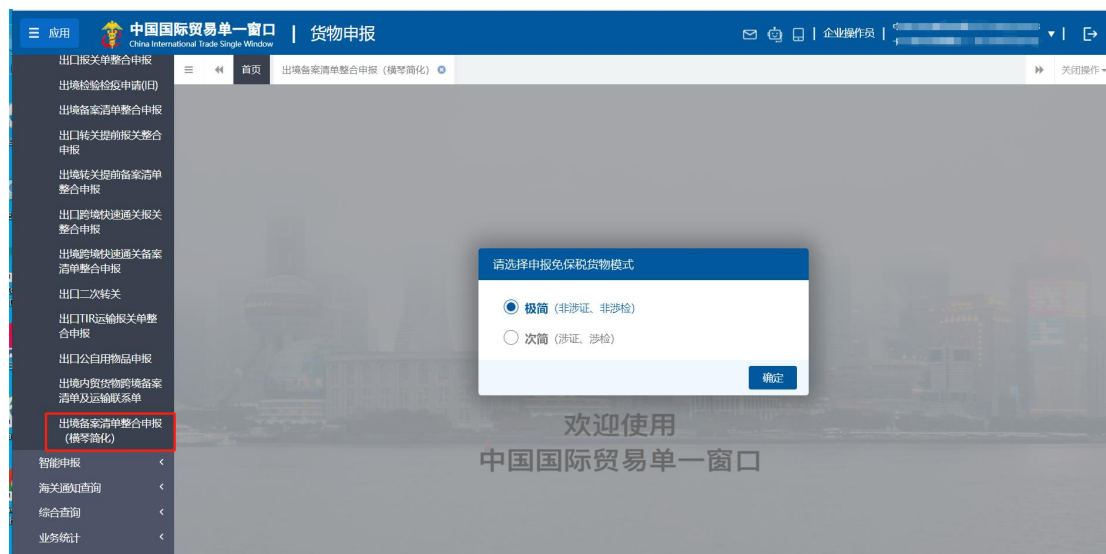 应用
中国国际贸易单一窗口
China International Trade Single Window
货物申报
企业操作员
出口报关单整合申报
出境检验检疫申请(旧)
出境备案清单整合申报
出口转关提前报关整合
申报
出境转关提前备案清单
整合申报
出口跨境快速通关报关
整合申报
出境跨境快速通关备案
清单整合申报
出口二次转关
出口TIR运输报关单整
合申报
出口公自用物品申报
出境内贸货物跨境备案
清单及运输联系单
出境备案清单整合申报
（横琴简化）
智能申报
海关通知查询
综合查询
业务统计
首页
出境备案清单整合申报（横琴简化）
关闭操作
请选择申报免保税货物模式
极简（非涉证、非涉检）
次简（涉证、涉检）
确定
欢迎使用
中国国际贸易单一窗口